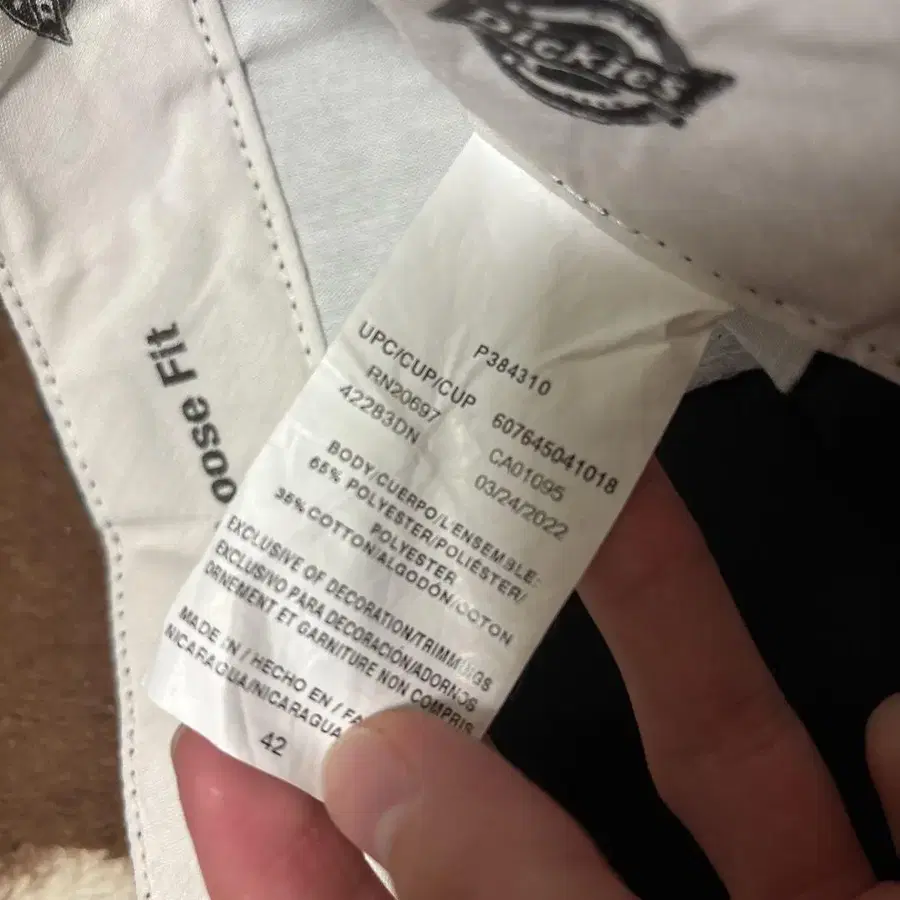 Dickies
oose Fit
P384310
UPC/CUP/CUP 607645041018
RN20697 CA01095
42283DN 03/24/2022
BODY/CUERPO/L'ENSEMBLE:
65% POLYESTER/POLIÉSTER/
POLYESTER
35% COTTON/ALGODÓN/COTON
EXCLUSIVE OF DECORATION/TRIMMINGS
EXCLUSIVO PARA DECORACIÓN/ADORNOS
ORNEMENT ET GARNITURE NON COMPRIS
MADE IN / HECHO EN / FA
NICARAGUA/NICARAGUA
42